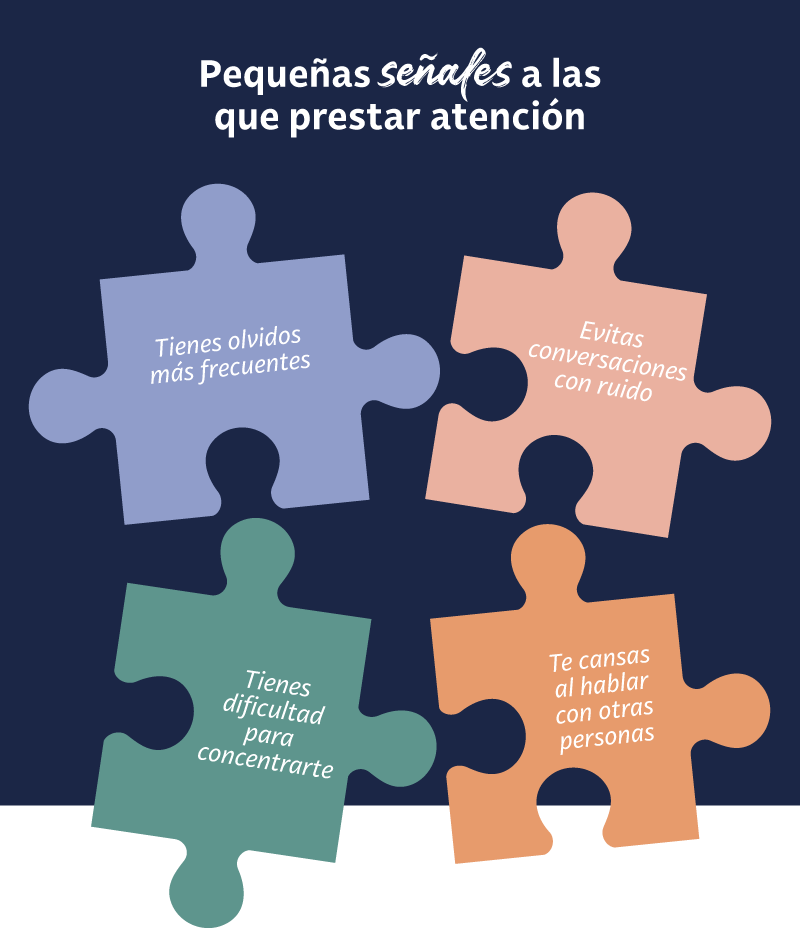 Pequeñas señales a las
que prestar atención
Tienes olvidos
más frecuentes
Evitas
conversaciones
con ruido
Tienes
dificultad
para
concentrarte
Te cansas
al hablar
con otras
personas